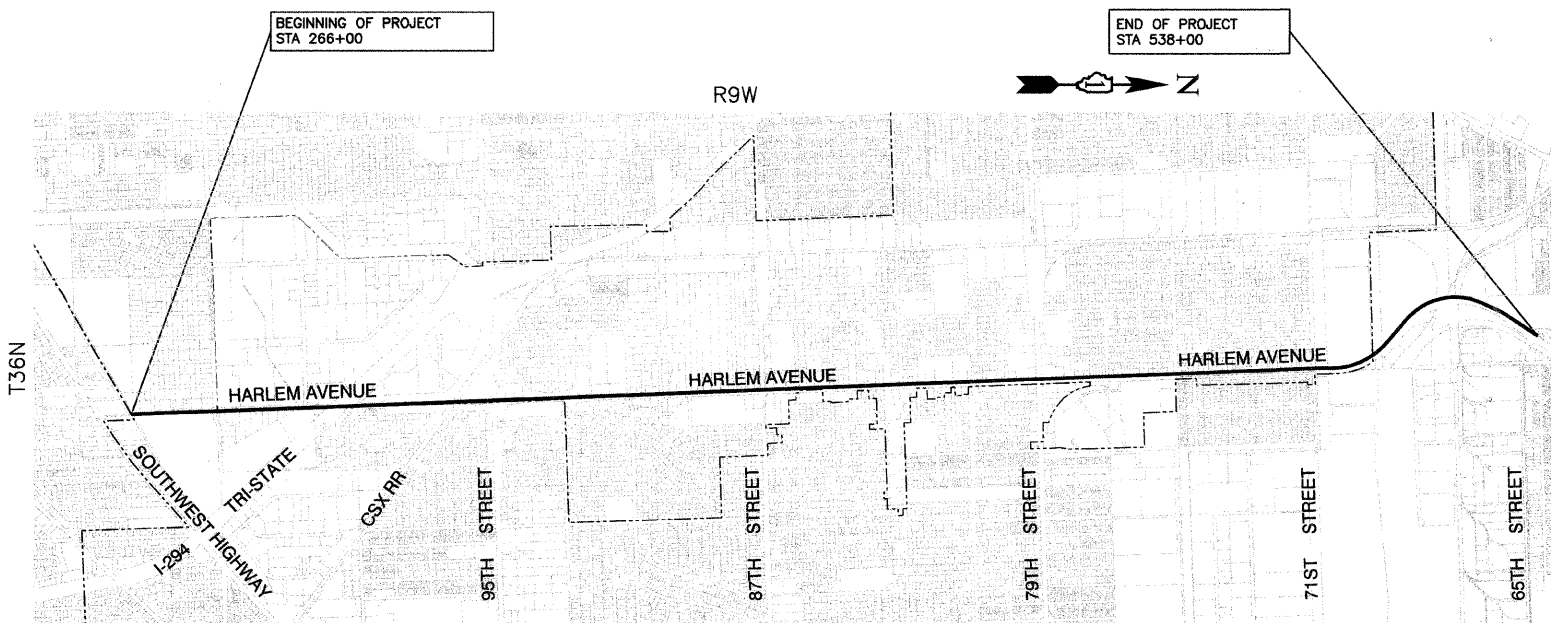 BEGINNING OF PROJECT
STA 266+00
END OF PROJECT
STA 538+00
R9W
N
T36N
HARLEM AVENUE
HARLEM AVENUE
HARLEM AVENUE
SOUTHWEST HIGHWAY
TRI-STATE
I-294
CSX RR
95TH STREET
87TH STREET
79TH STREET
71ST STREET
65TH STREET